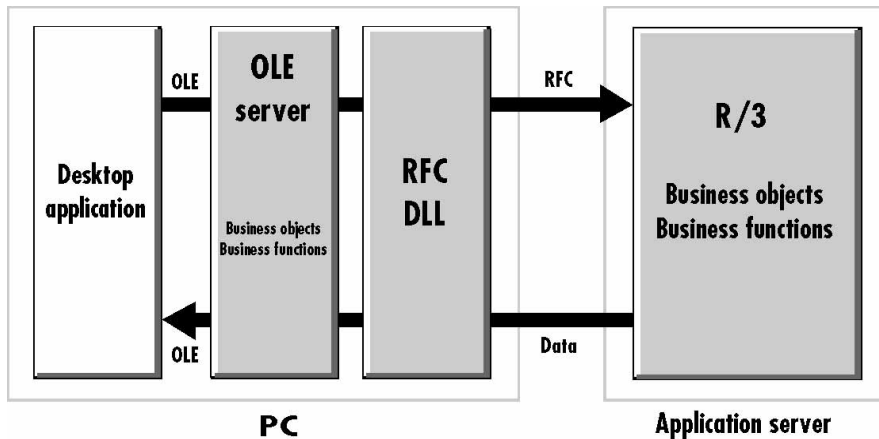 OLE
OLE
server
RFC
R/3
Desktop
application
RFC
DLL
Business objects
Business functions
Business objects
Business functions
OLE
Data
PC
Application server